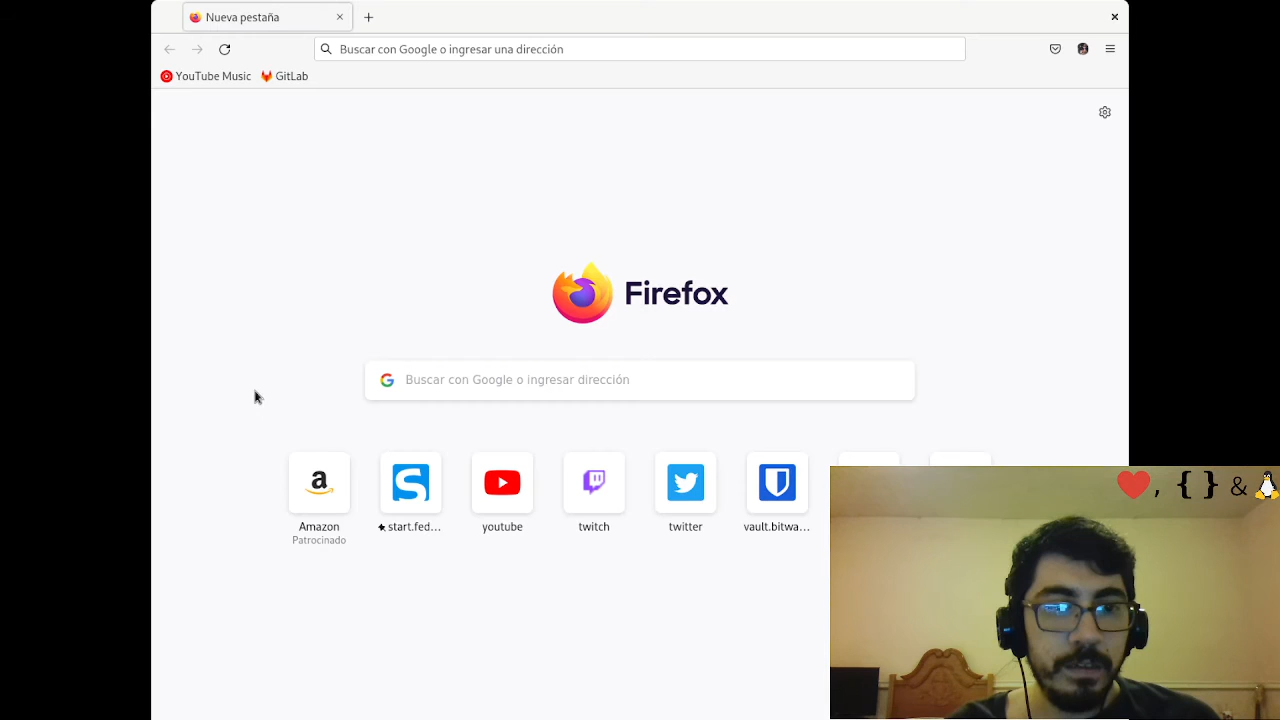 Nueva pestaña
Buscar con Google o ingresar una dirección
YouTube Music GitLab
Firefox
Buscar con Google o ingresar dirección
Amazon start.fed... youtube twitch twitter vault.bitwa...
Patrocinado
, { } &